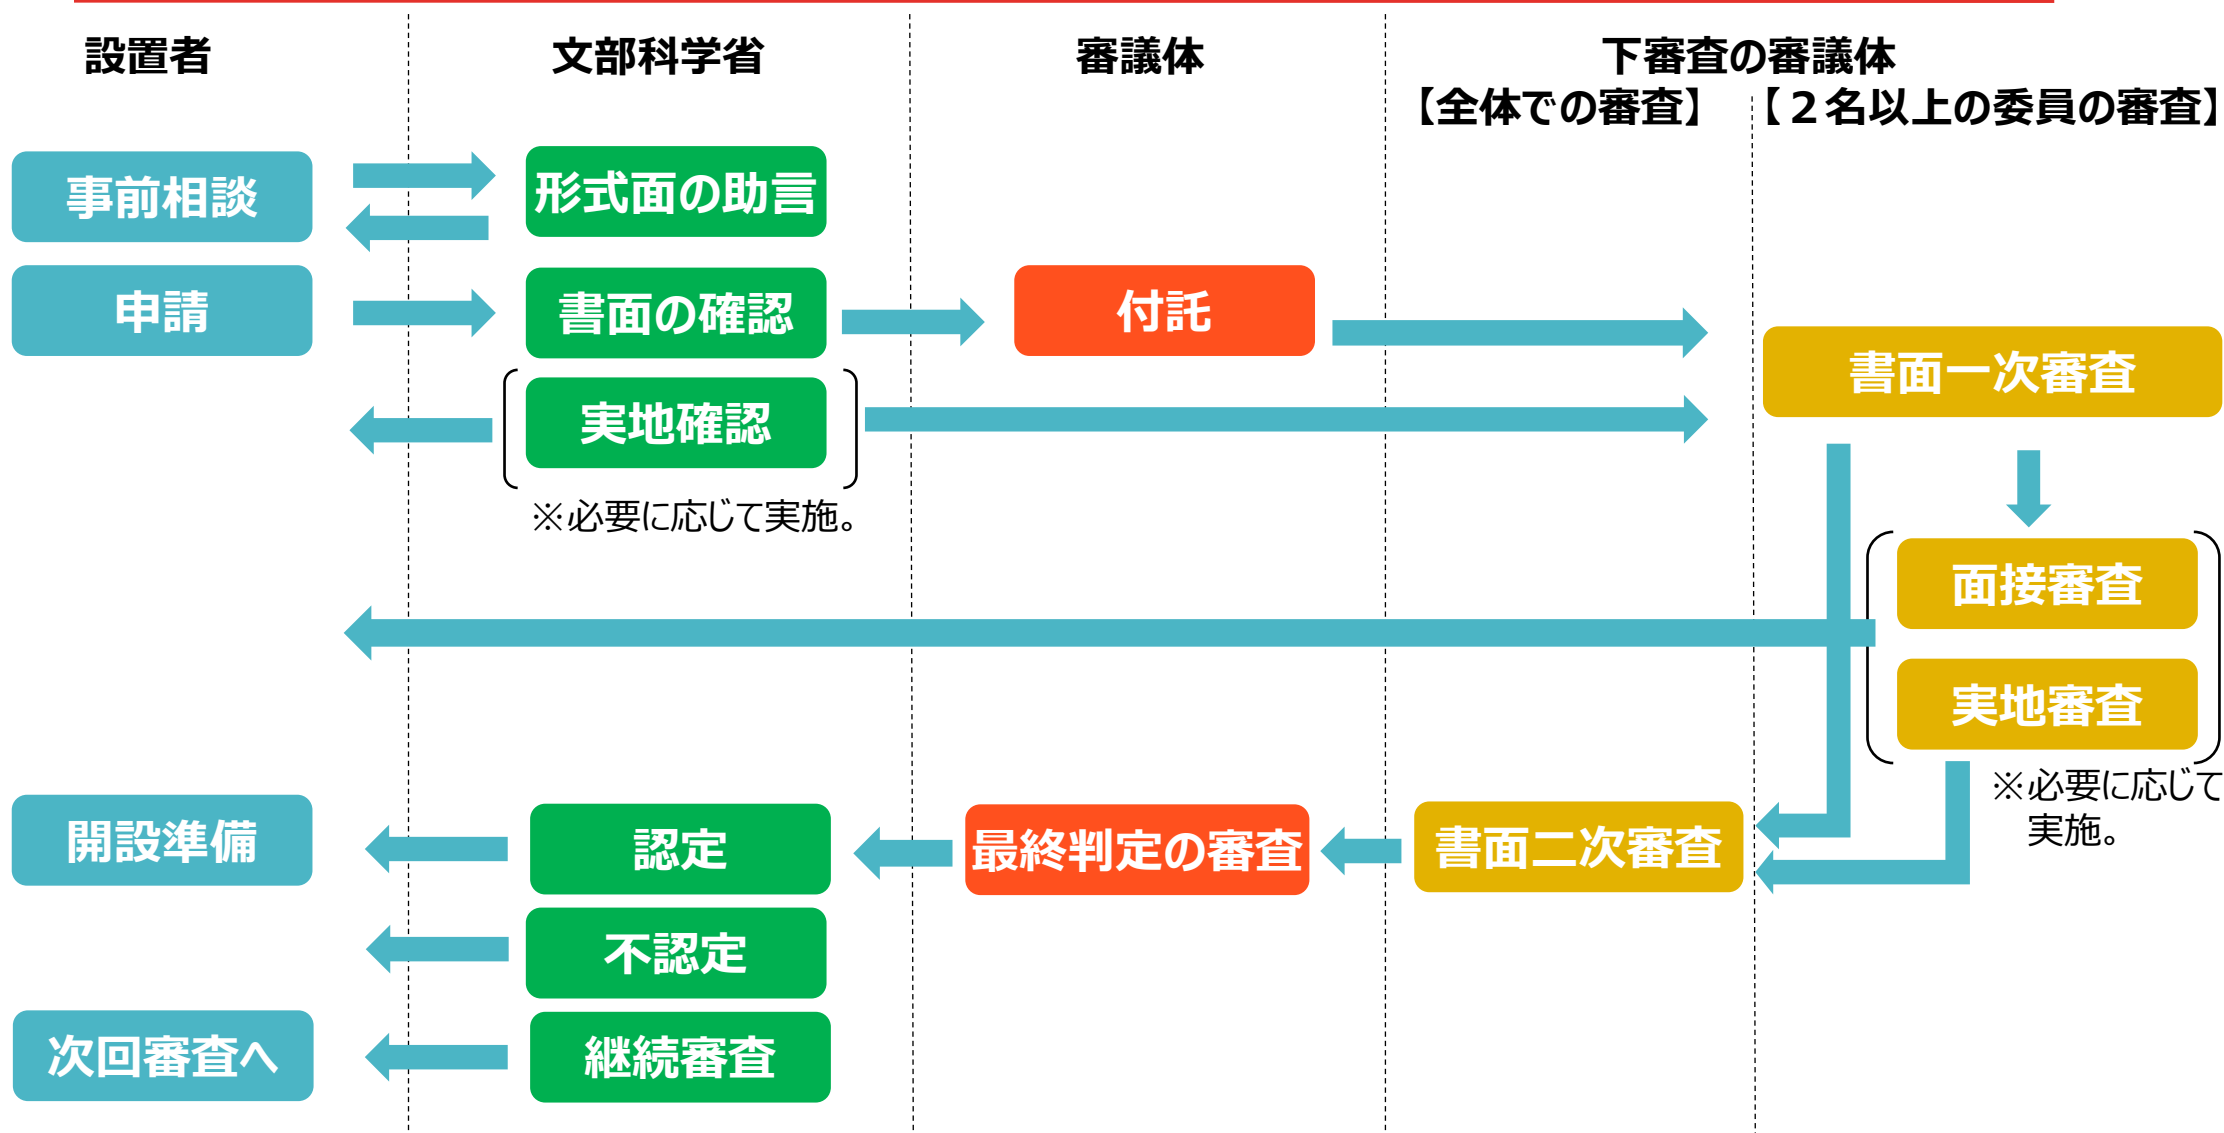 設置者
文部科学省
審議体
下審査の審議体
【全体での審査】
【２名以上の委員の審査】
事前相談
形式面の助言
申請
書面の確認
付託
書面一次審査
実地確認
※必要に応じて実施。
面接審査
実地審査
※必要に応じて
実施。
開設準備
認定
最終判定の審査
書面二次審査
不認定
次回審査へ
継続審査